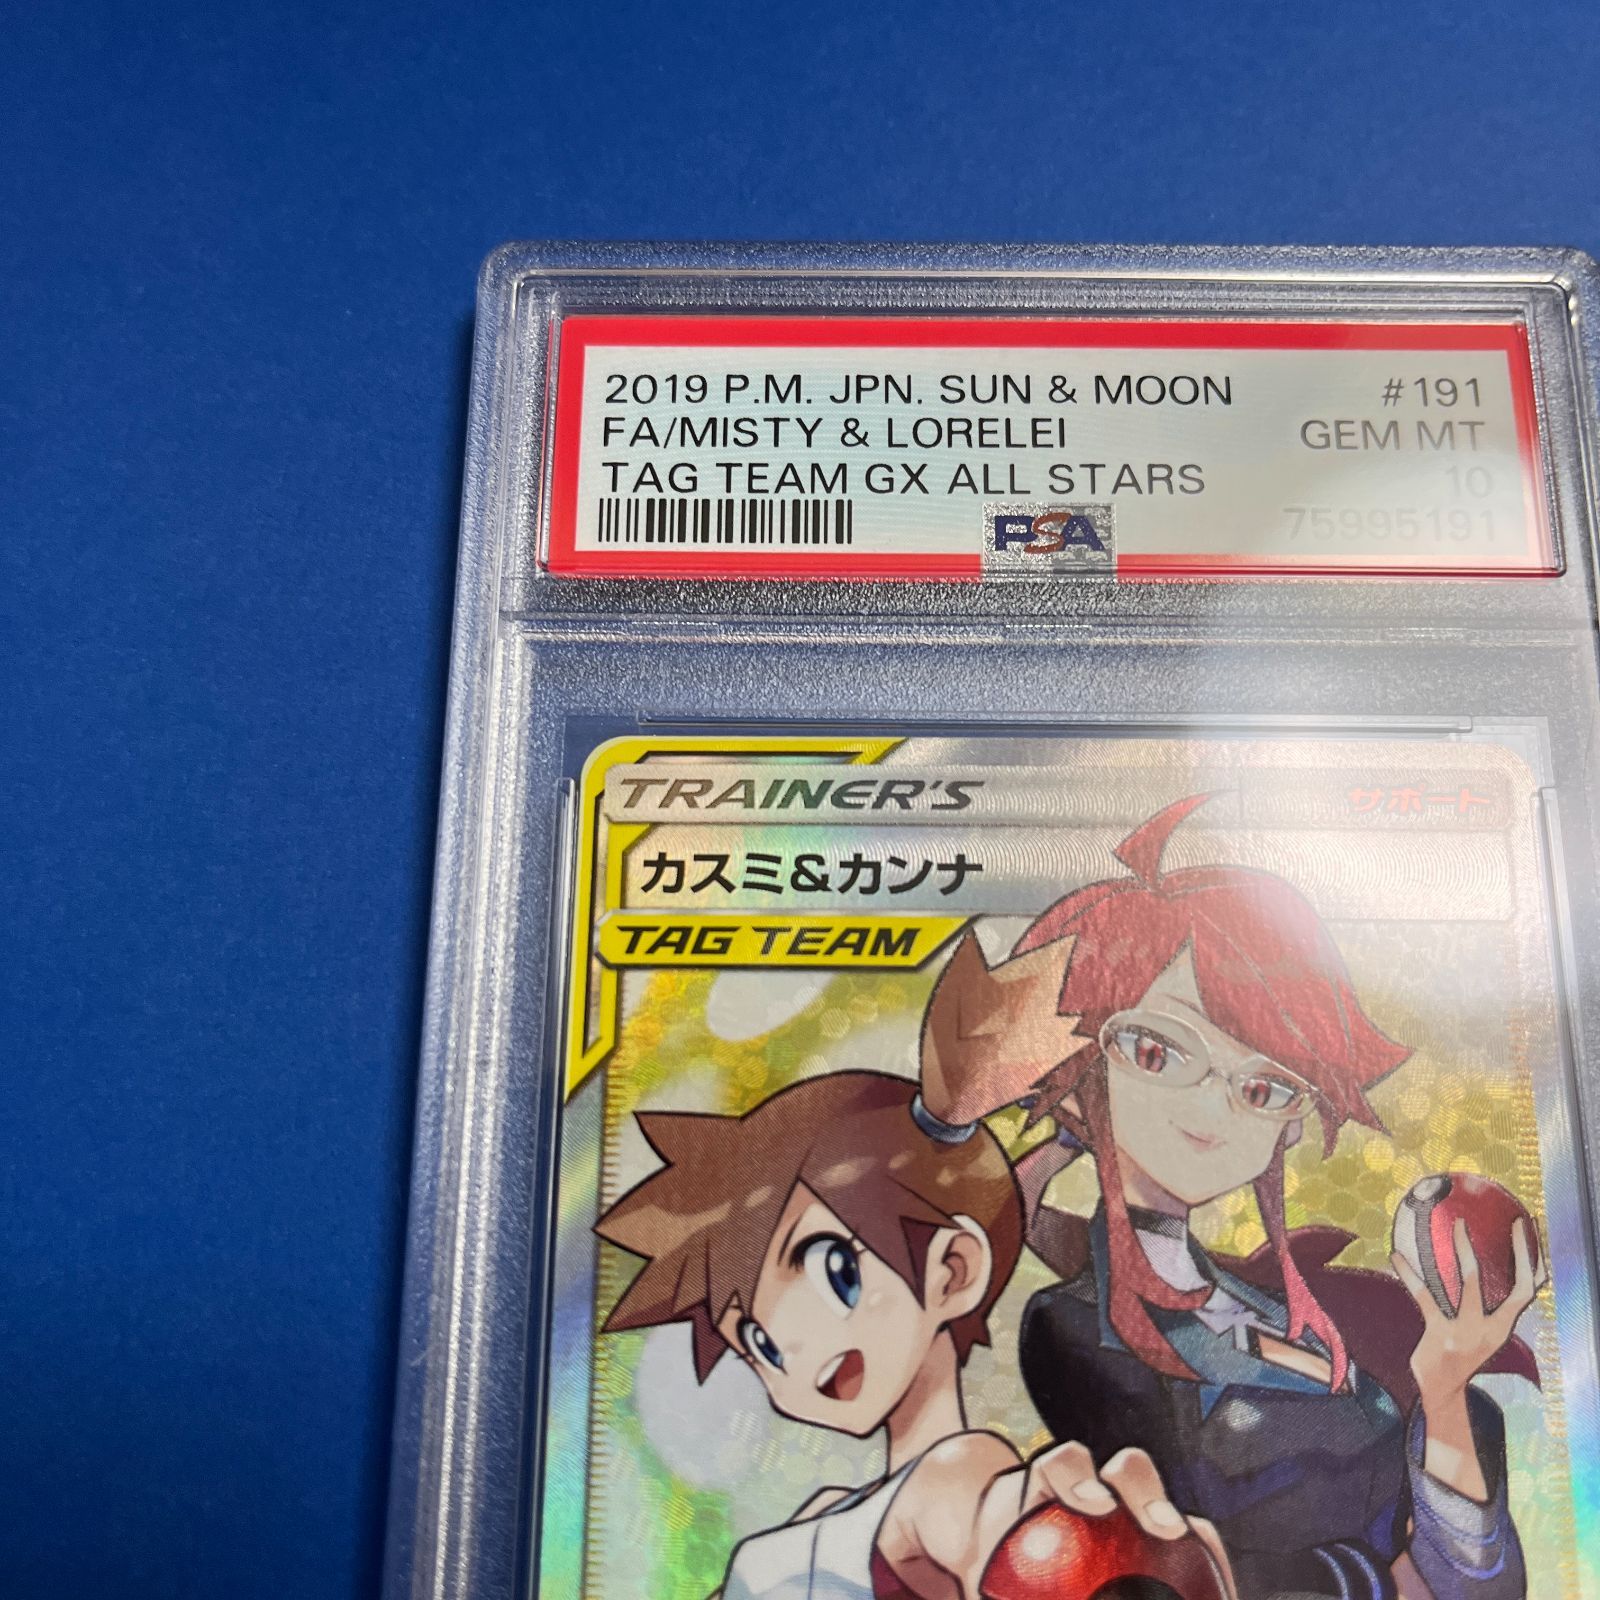 2019 P.M. JPN. SUN & MOON #191
FA/MISTY & LORELEI GEM MT
TAG TEAM GX ALL STARS 10
PSA 75995191
TRAINER'S サポート
カスミ&カンナ
TAG TEAM